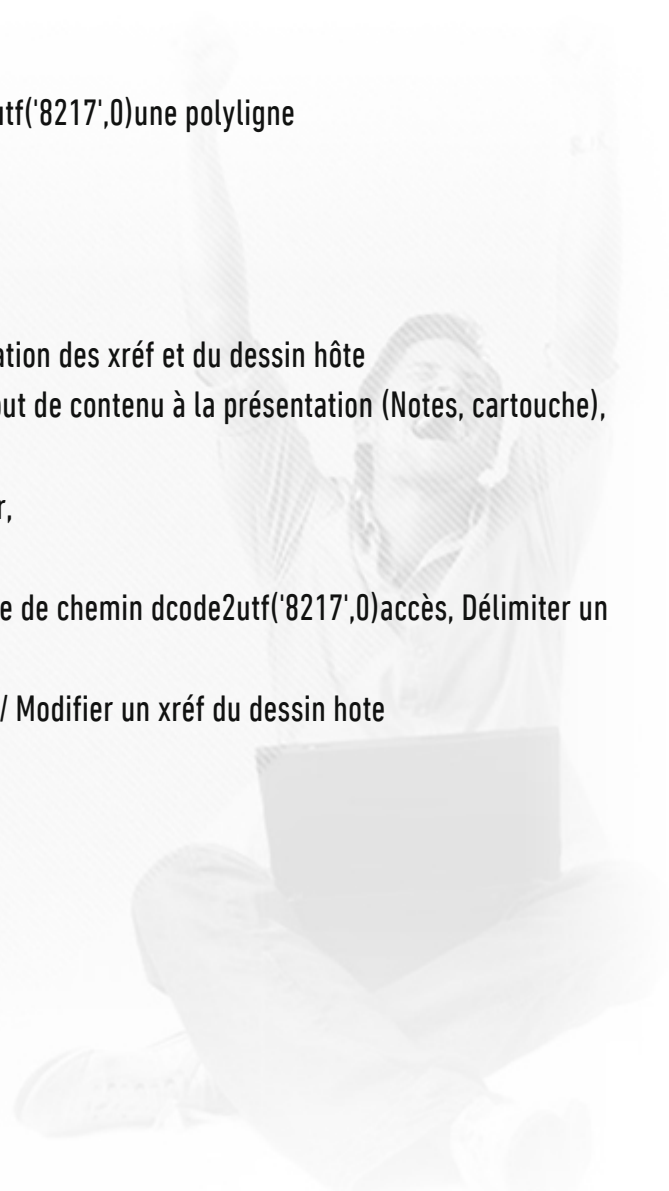 utf('8217',0)une polyligne
ation des xréf et du dessin hôte
out de contenu à la présentation (Notes, cartouche),
r,
e de chemin dcode2utf('8217',0)accès, Délimiter un
/ Modifier un xréf du dessin hote